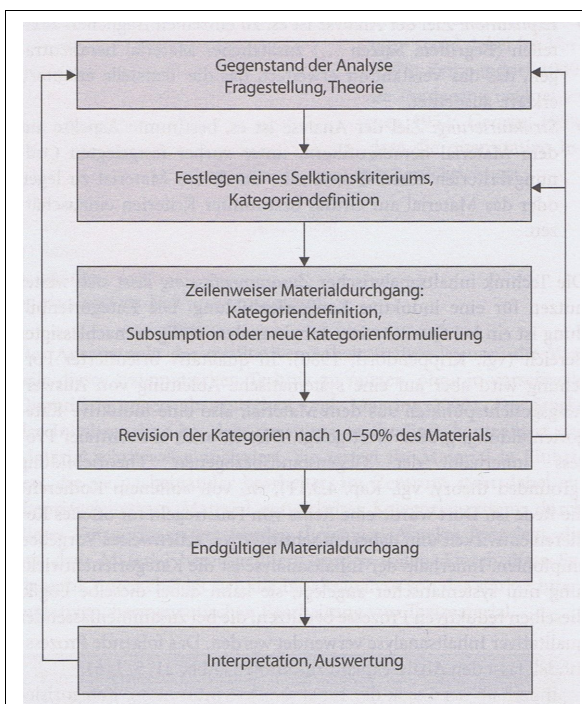 Gegenstand der Analyse
Fragestellung, Theorie
Festlegen eines Selktionskriteriums,
Kategoriendefinition
Zeilenweiser Materialdurchgang:
Kategoriendefinition,
Subsumption oder neue Kategorienformulierung
Revision der Kategorien nach 10–50% des Materials
Endgültiger Materialdurchgang
Interpretation, Auswertung